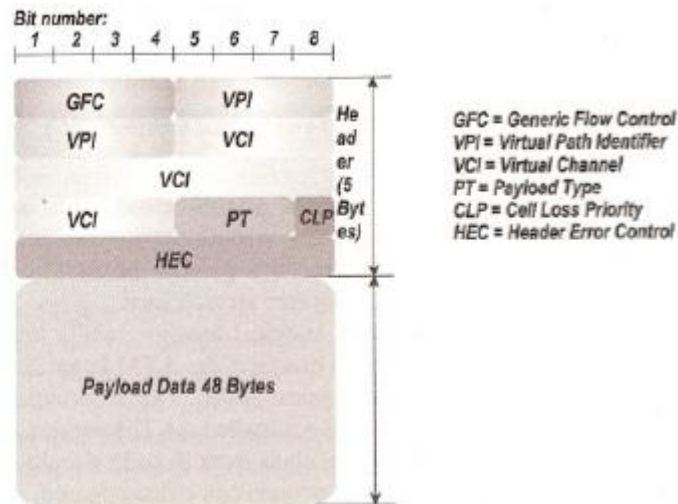 Bit number:
1 2 3 4 5 6 7 8
GFC VPI
VPI VCI
VCI
VCI PT CLP
HEC
He
ad
er
(5
Byt
es)
Payload Data 48 Bytes
GFC = Generic Flow Control
VPI = Virtual Path Identifier
VCI = Virtual Channel
PT = Payload Type
CLP = Cell Loss Priority
HEC = Header Error Control